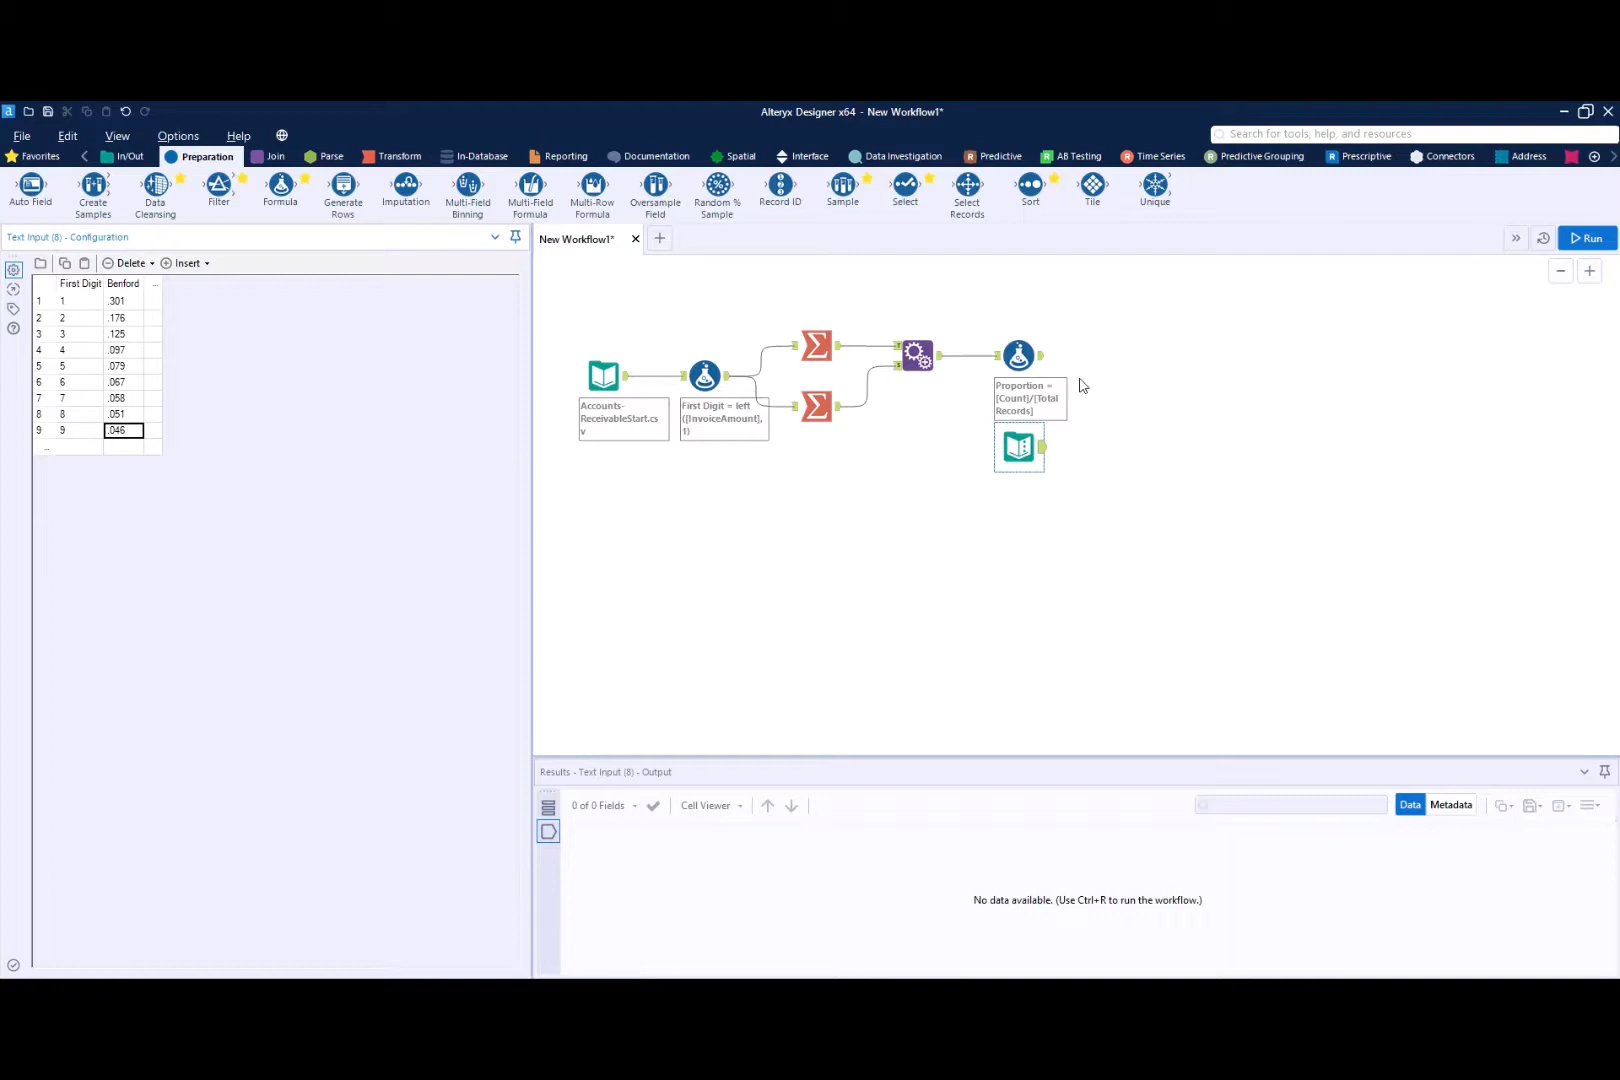 a
Alteryx Designer x64 - New Workflow1*
File Edit View Options Help
Search for tools, help, and resources
Favorites In/Out Preparation Join Parse Transform In-Database Reporting Documentation Spatial Interface Data Investigation Predictive AB Testing Time Series Predictive Grouping Prescriptive Connectors Address
Auto Field Create Samples Data Cleansing Filter Formula Generate Rows Imputation Multi-Field Binning Multi-Field Formula Multi-Row Formula Oversample Field Random % Sample Record ID Sample Select Select Records Sort Tile Unique
Text Input (8) - Configuration
New Workflow1*
Run
Delete Insert
First Digit Benford ...
1 1 .301
2 2 .176
3 3 .125
4 4 .097
5 5 .079
6 6 .067
7 7 .058
8 8 .051
9 9 .046
...
Accounts-
ReceivableStart.cs
v
First Digit = left
([InvoiceAmount],
1)
Proportion =
[Count]/[Total
Records]
Results - Text Input (8) - Output
0 of 0 Fields Cell Viewer Data Metadata
No data available. (Use Ctrl+R to run the workflow.)